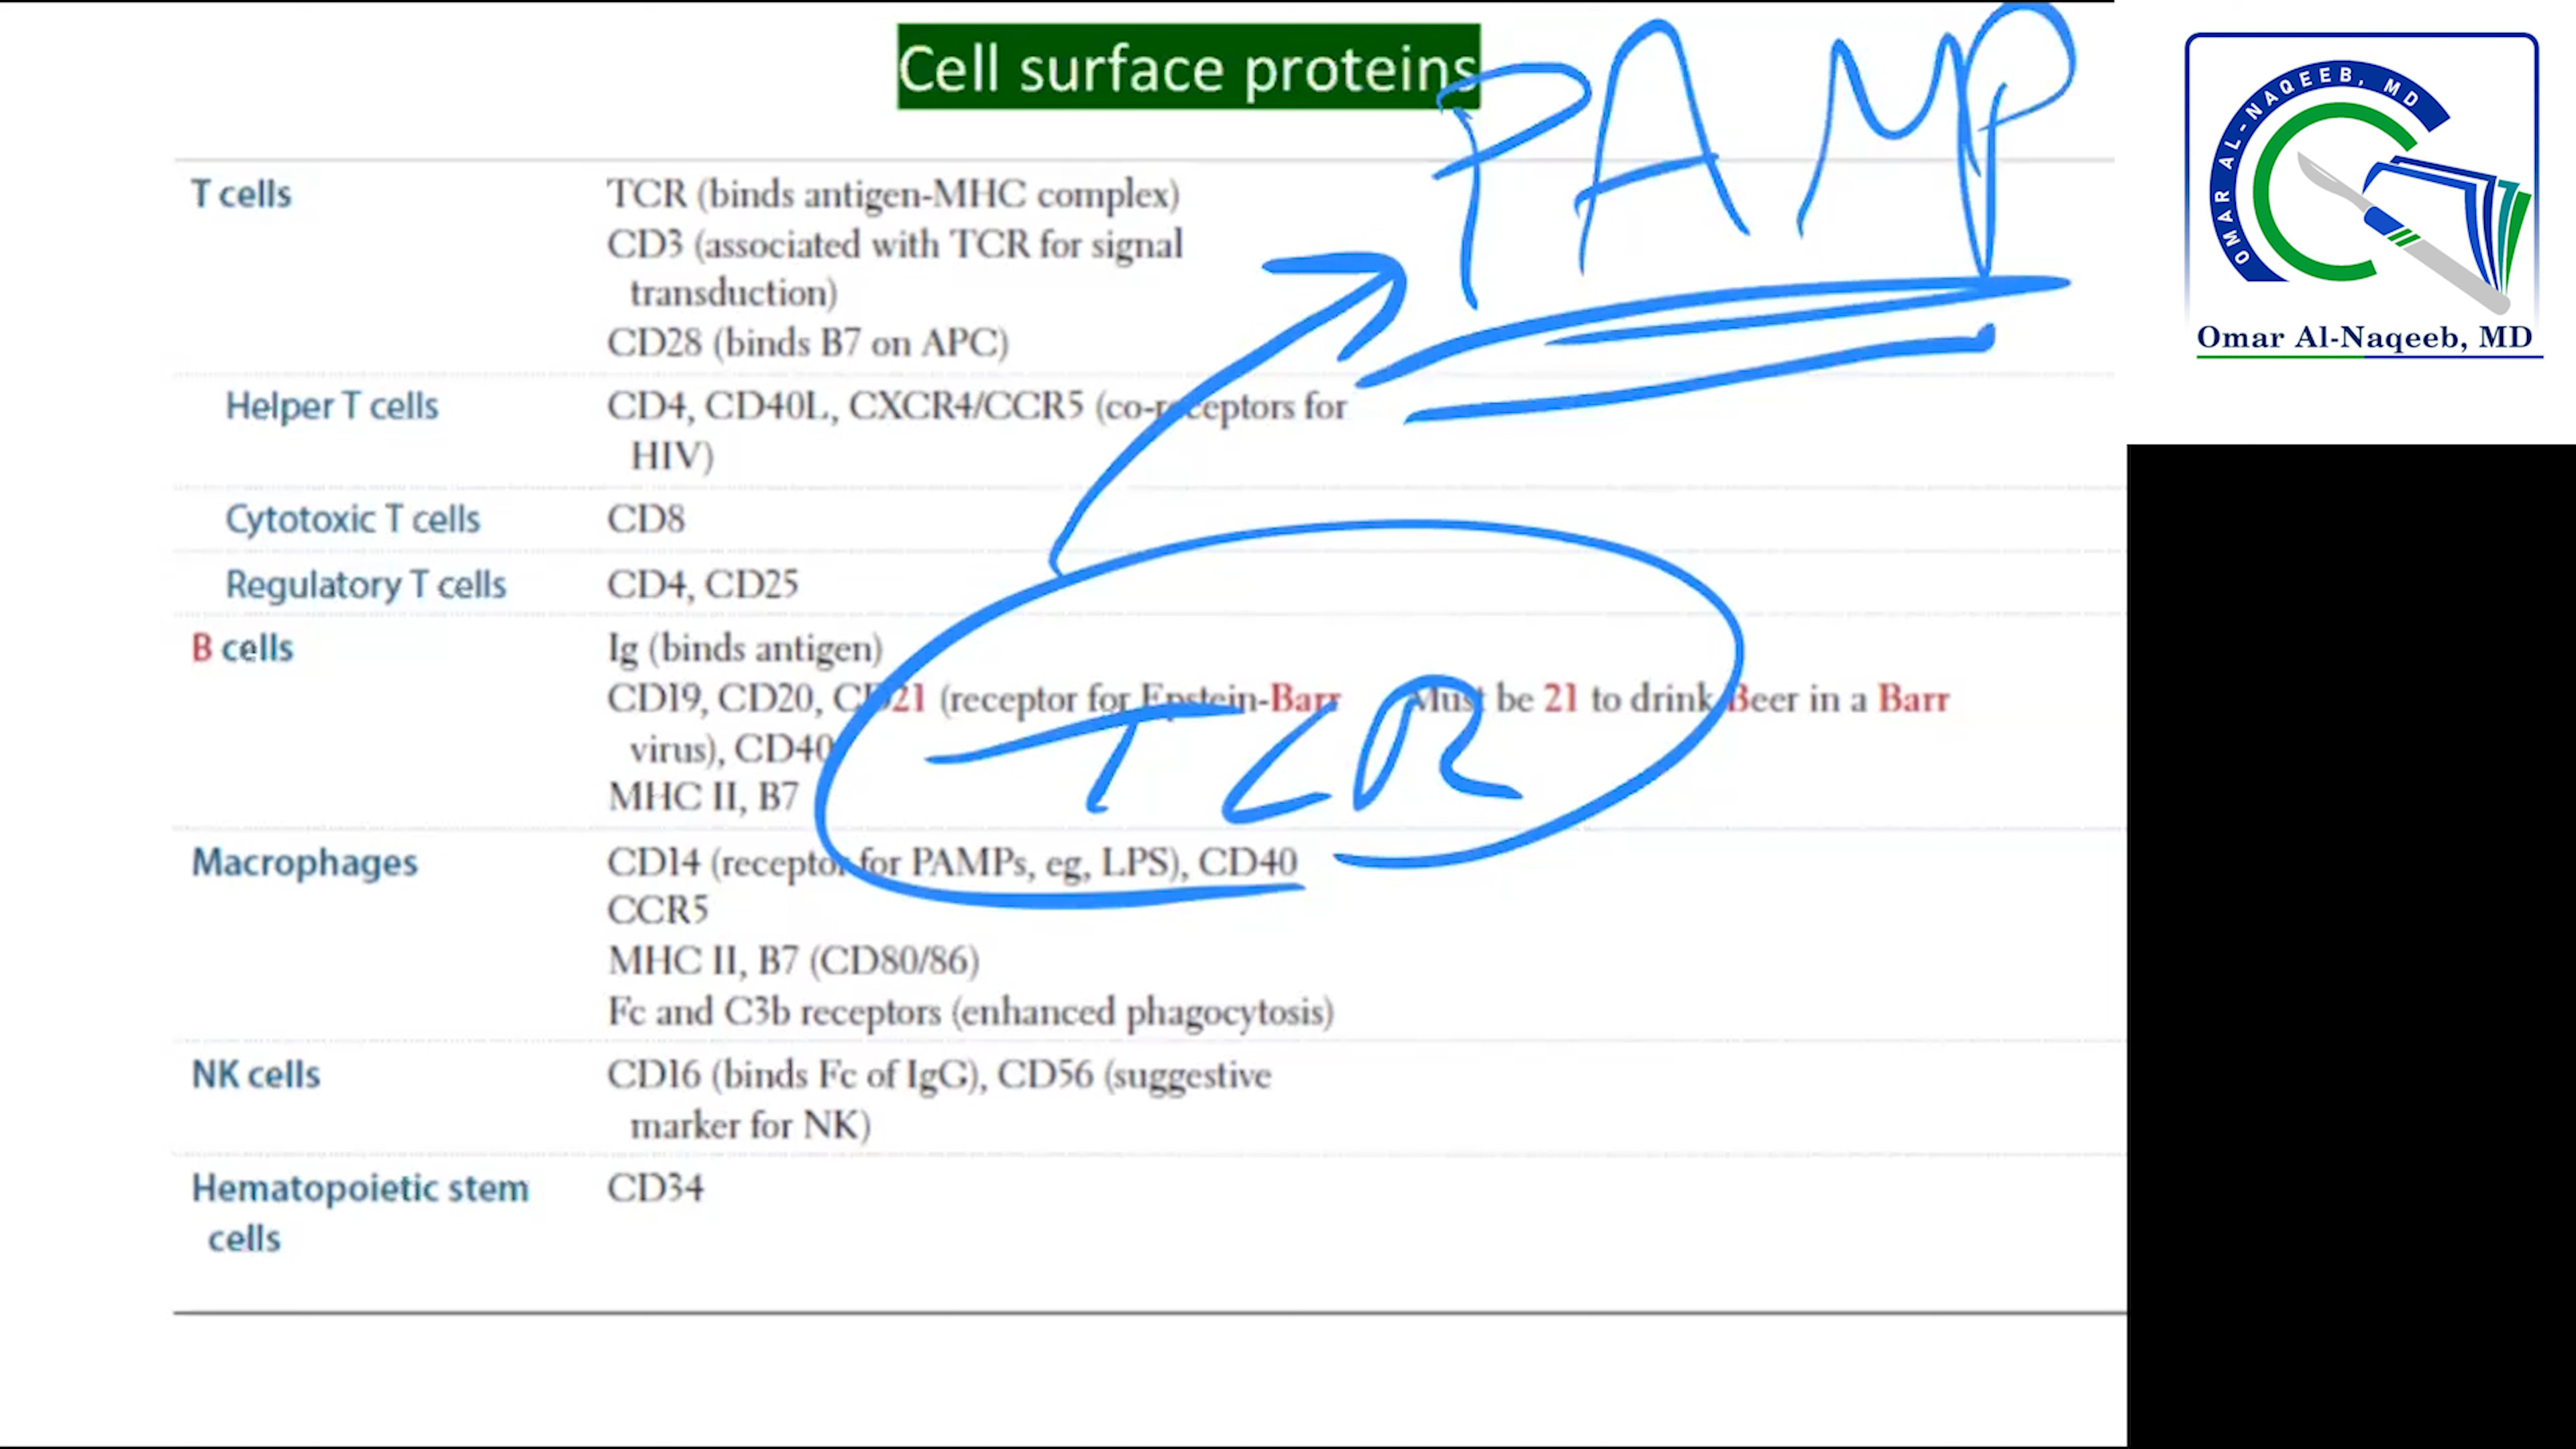 Cell surface proteins
PAMP
OMAR AL-NAQEEB, MD
Omar Al-Naqeeb, MD
T cells
TCR (binds antigen-MHC complex)
CD3 (associated with TCR for signal
transduction)
CD28 (binds B7 on APC)
Helper T cells
CD4, CD40L, CXCR4/CCR5 (co-receptors for
HIV)
Cytotoxic T cells
CD8
Regulatory T cells
CD4, CD25
B cells
Ig (binds antigen)
CD19, CD20, CD21 (receptor for Epstein-Barr
virus), CD40
Must be 21 to drink Beer in a Barr
TCR
MHC II, B7
Macrophages
CD14 (receptor for PAMPs, eg, LPS), CD40
CCR5
MHC II, B7 (CD80/86)
Fc and C3b receptors (enhanced phagocytosis)
NK cells
CD16 (binds Fc of IgG), CD56 (suggestive
marker for NK)
Hematopoietic stem
cells
CD34